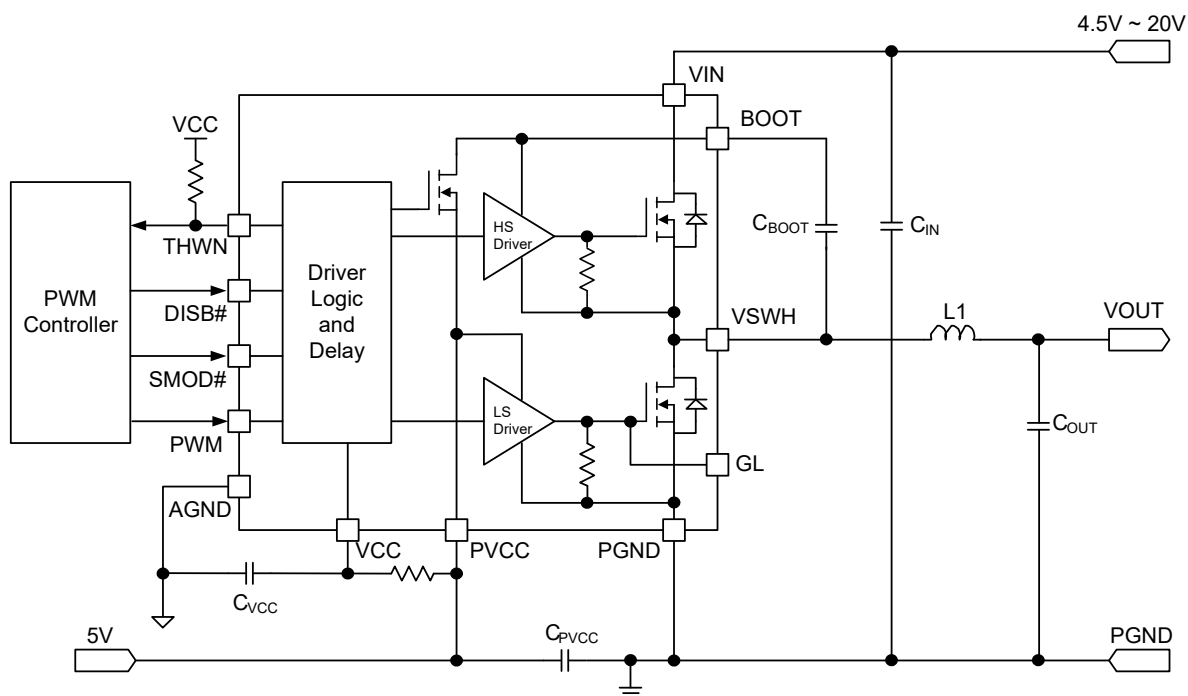 4.5V ~ 20V
VIN
VCC
BOOT
PWM
Controller
THWN
DISB#
SMOD#
PWM
Driver
Logic
and
Delay
HS
Driver
CBOOT
CIN
VSWH
L1
VOUT
LS
Driver
COUT
GL
AGND
VCC
PVCC
PGND
CVCC
5V
CPVCC
PGND